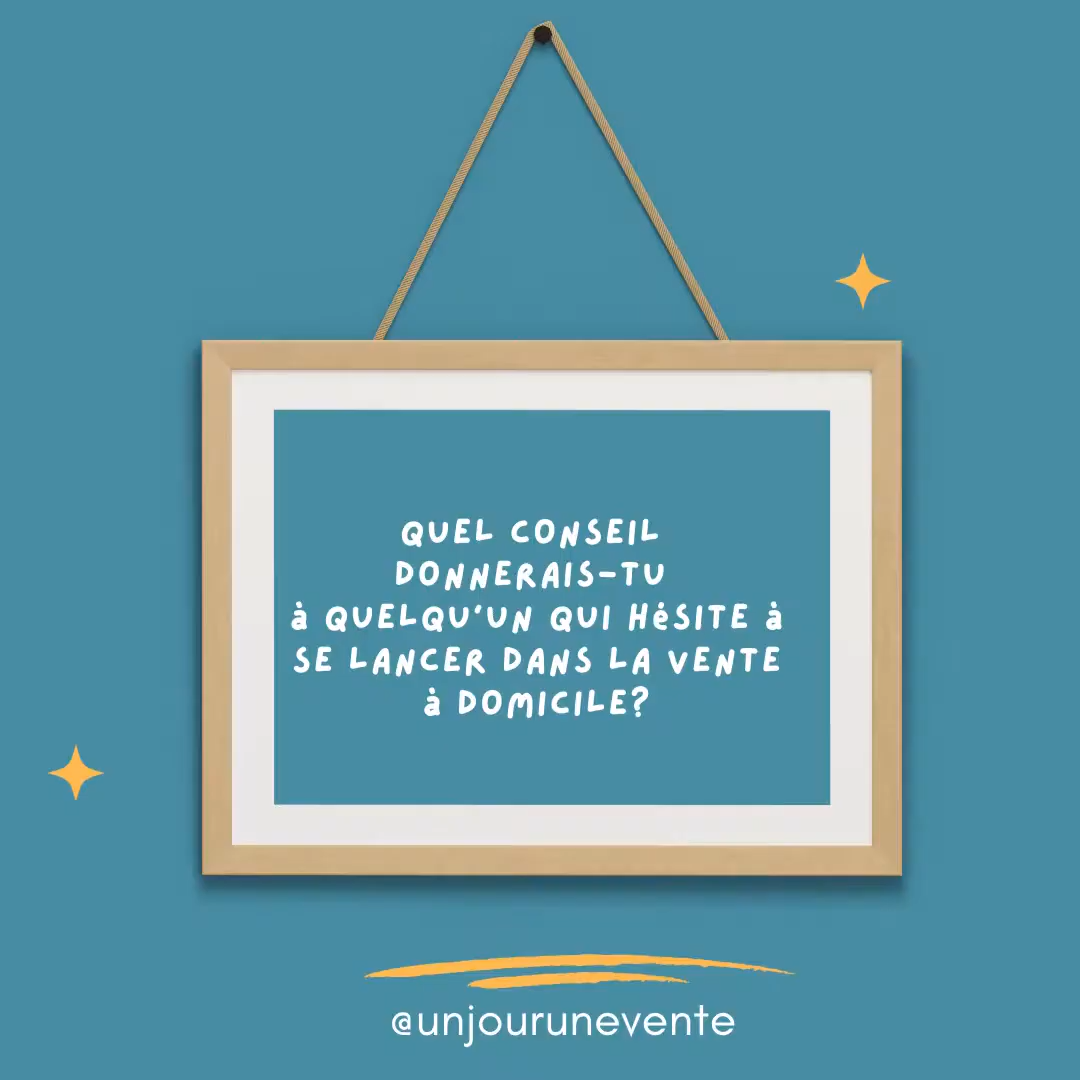 QUEL CONSEIL
DONNERAIS-TU
à QUELQU'UN QUI HéSITE à
SE LANCER DANS LA VENTE
à DOMICILE?
@unjourunevente